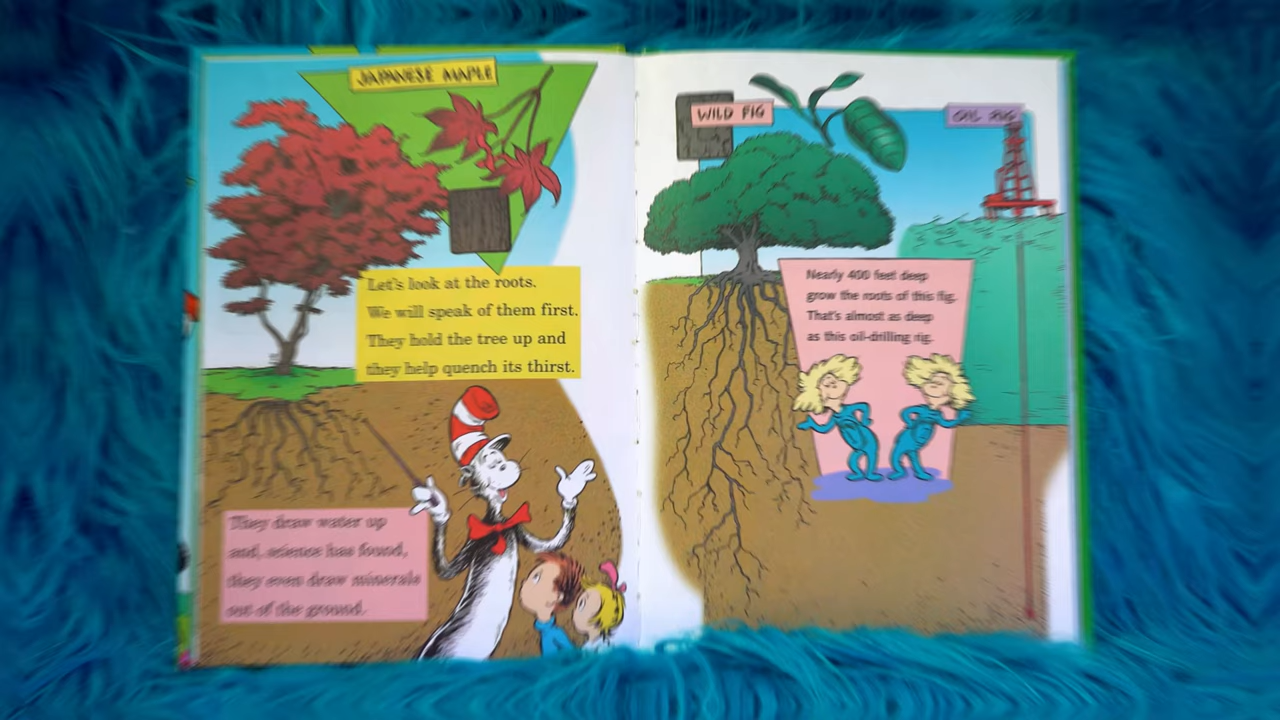 JAPANESE MAPLE
Let's look at the roots.
We will speak of them first.
They hold the tree up and
they help quench its thirst.
They draw water up
and, science has found,
they even draw minerals
out of the ground.
WILD FIG
OIL RIG
Nearly 400 feet deep
grow the roots of this fig.
That's almost as deep
as this oil-drilling rig.